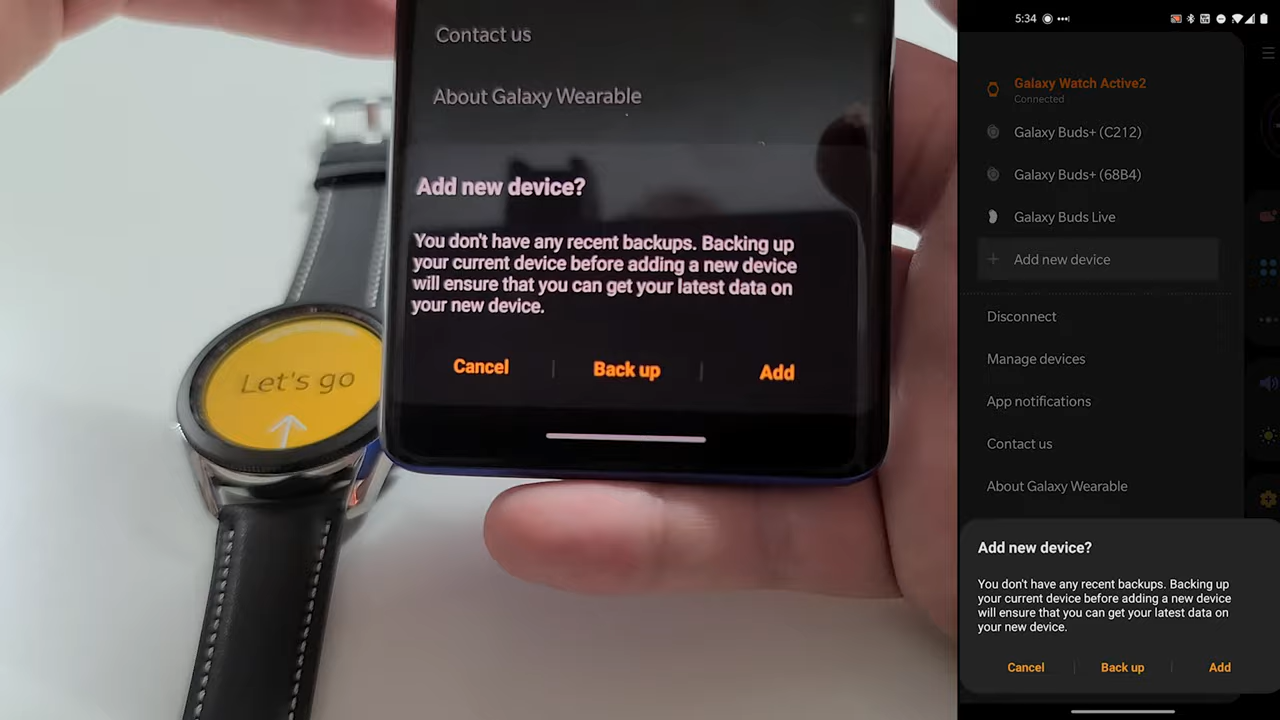 Contact us
About Galaxy Wearable
Add new device?
You don't have any recent backups. Backing up
your current device before adding a new device
will ensure that you can get your latest data on
your new device.
Cancel
Back up
Add
Let's go
5:34
Galaxy Watch Active2
Connected
Galaxy Buds+ (C212)
Galaxy Buds+ (68B4)
Galaxy Buds Live
Add new device
Disconnect
Manage devices
App notifications
Contact us
About Galaxy Wearable
Add new device?
You don't have any recent backups. Backing up
your current device before adding a new device
will ensure that you can get your latest data on
your new device.
Cancel
Back up
Add